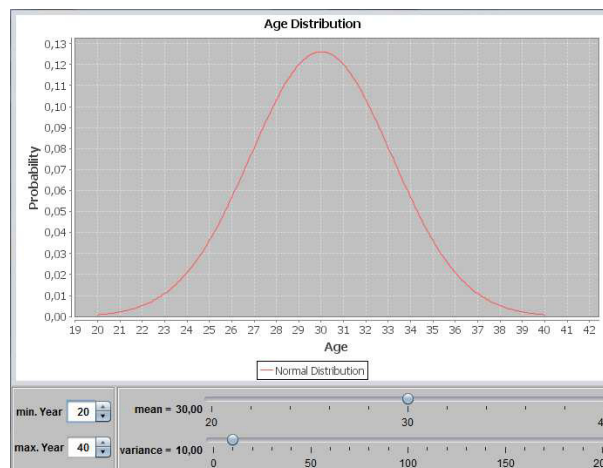 Age Distribution
0,13
0,12
0,11
0,10
0,09
0,08
0,07
0,06
0,05
0,04
0,03
0,02
0,01
0,00
Probability
19 20 21 22 23 24 25 26 27 28 29 30 31 32 33 34 35 36 37 38 39 40 41 42
Age
Normal Distribution
min. Year 20
max. Year 40
mean = 30,00
20 30
variance = 10,00
0 50 100 150